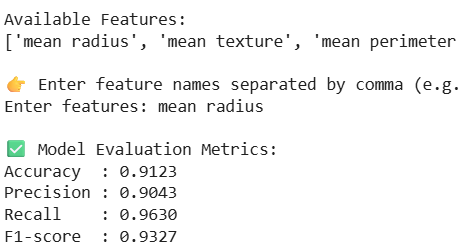 Available Features:
['mean radius', 'mean texture', 'mean perimeter
👉 Enter feature names separated by comma (e.g.
Enter features: mean radius
✅ Model Evaluation Metrics:
Accuracy  : 0.9123
Precision : 0.9043
Recall    : 0.9630
F1-score  : 0.9327